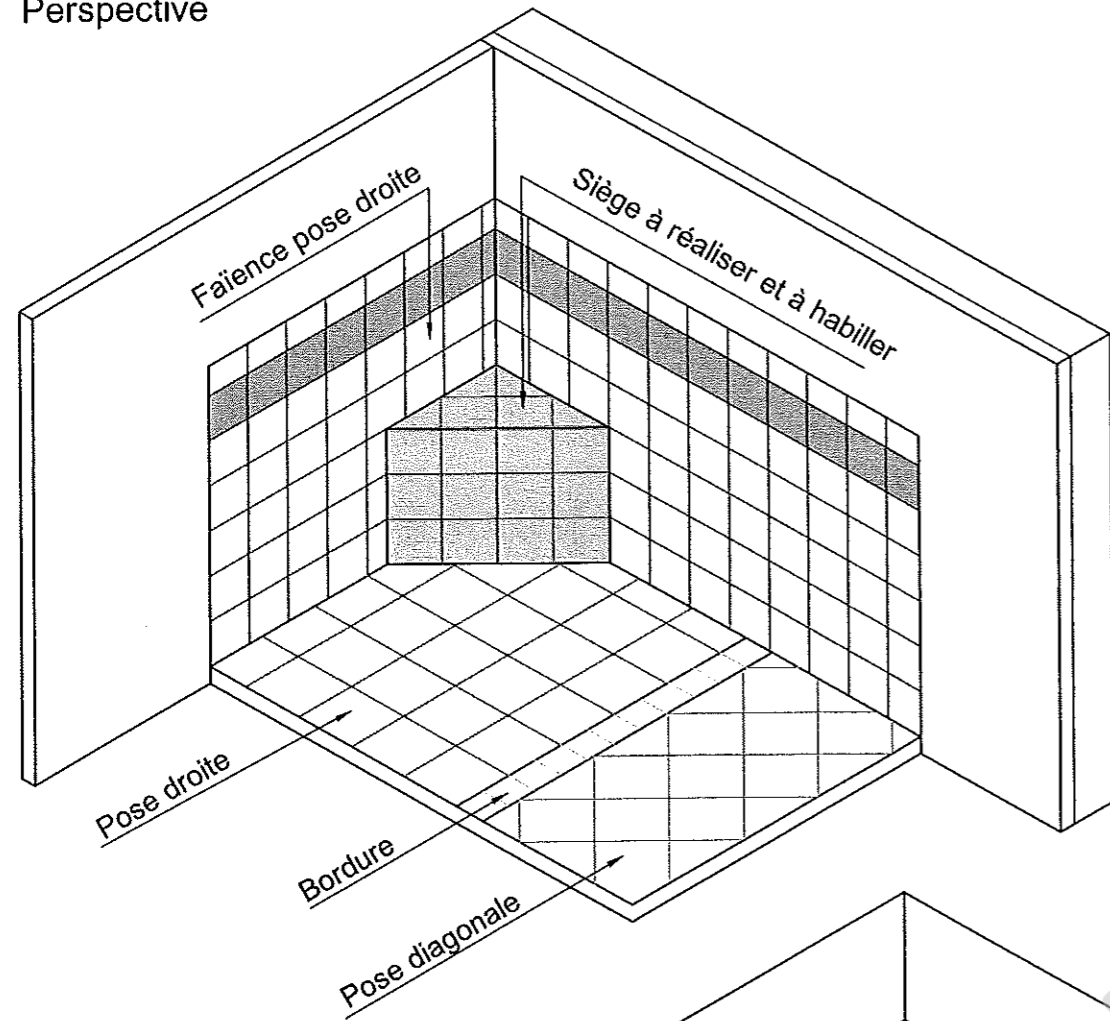 Perspective
Faïence pose droite
Siège à réaliser et à habiller
Pose droite
Bordure
Pose diagonale